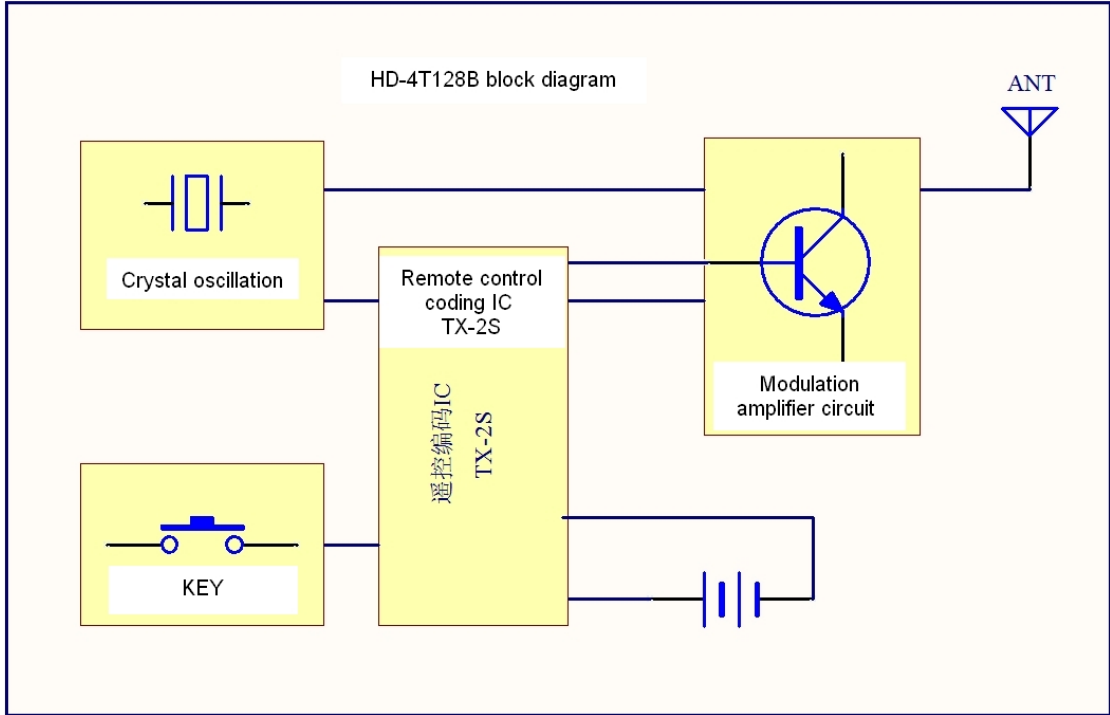 HD-4T128B block diagram
ANT
Crystal oscillation
Remote control
coding IC
TX-2S
遥控编码IC
TX-2S
Modulation
amplifier circuit
KEY